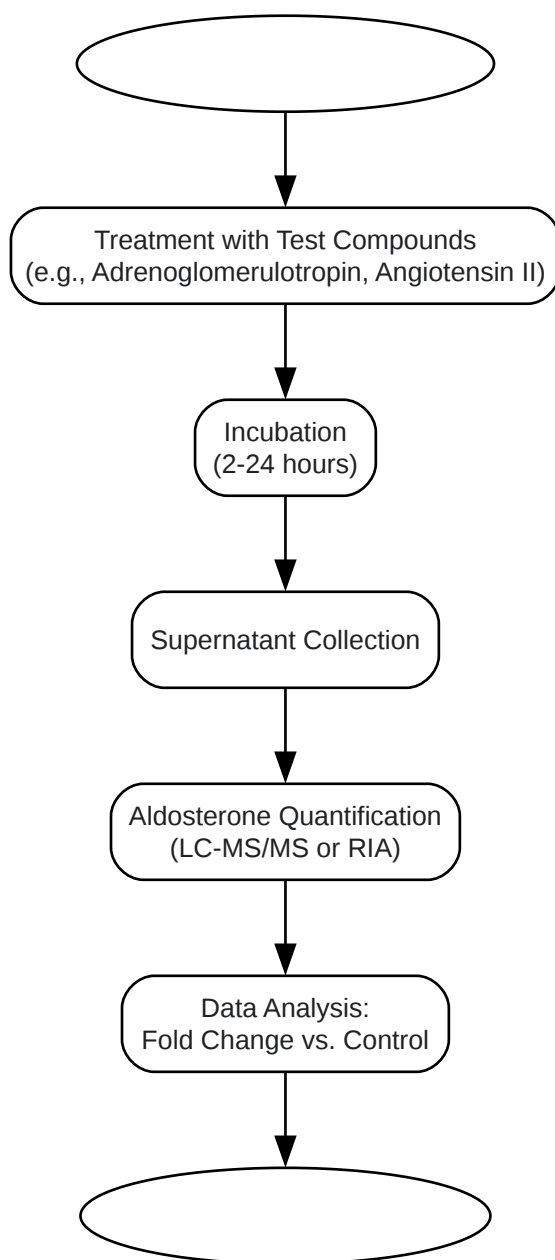 Treatment with Test Compounds
(e.g., Adrenoglomerulotropin, Angiotensin II)
Incubation
(2-24 hours)
Supernatant Collection
Aldosterone Quantification
(LC-MS/MS or RIA)
Data Analysis:
Fold Change vs. Control